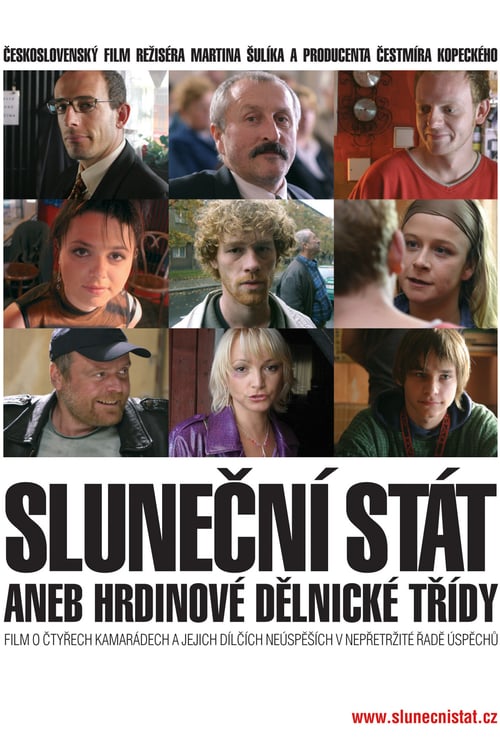 ČESKOSLOVENSKÝ FILM REŽISÉRA MARTINA ŠULÍKA A PRODUCENTA ČESTMÍRA KOPECKÉHO
SLUNEČNÍ STÁT
ANEB HRDINOVÉ DĚLNICKÉ TŘÍDY
FILM O ČTYŘECH KAMARÁDECH A JEJICH DÍLČÍCH NEÚSPĚŠÍCH V NEPŘETRŽITÉ ŘADĚ ÚSPĚCHŮ
www.slunecnistat.cz